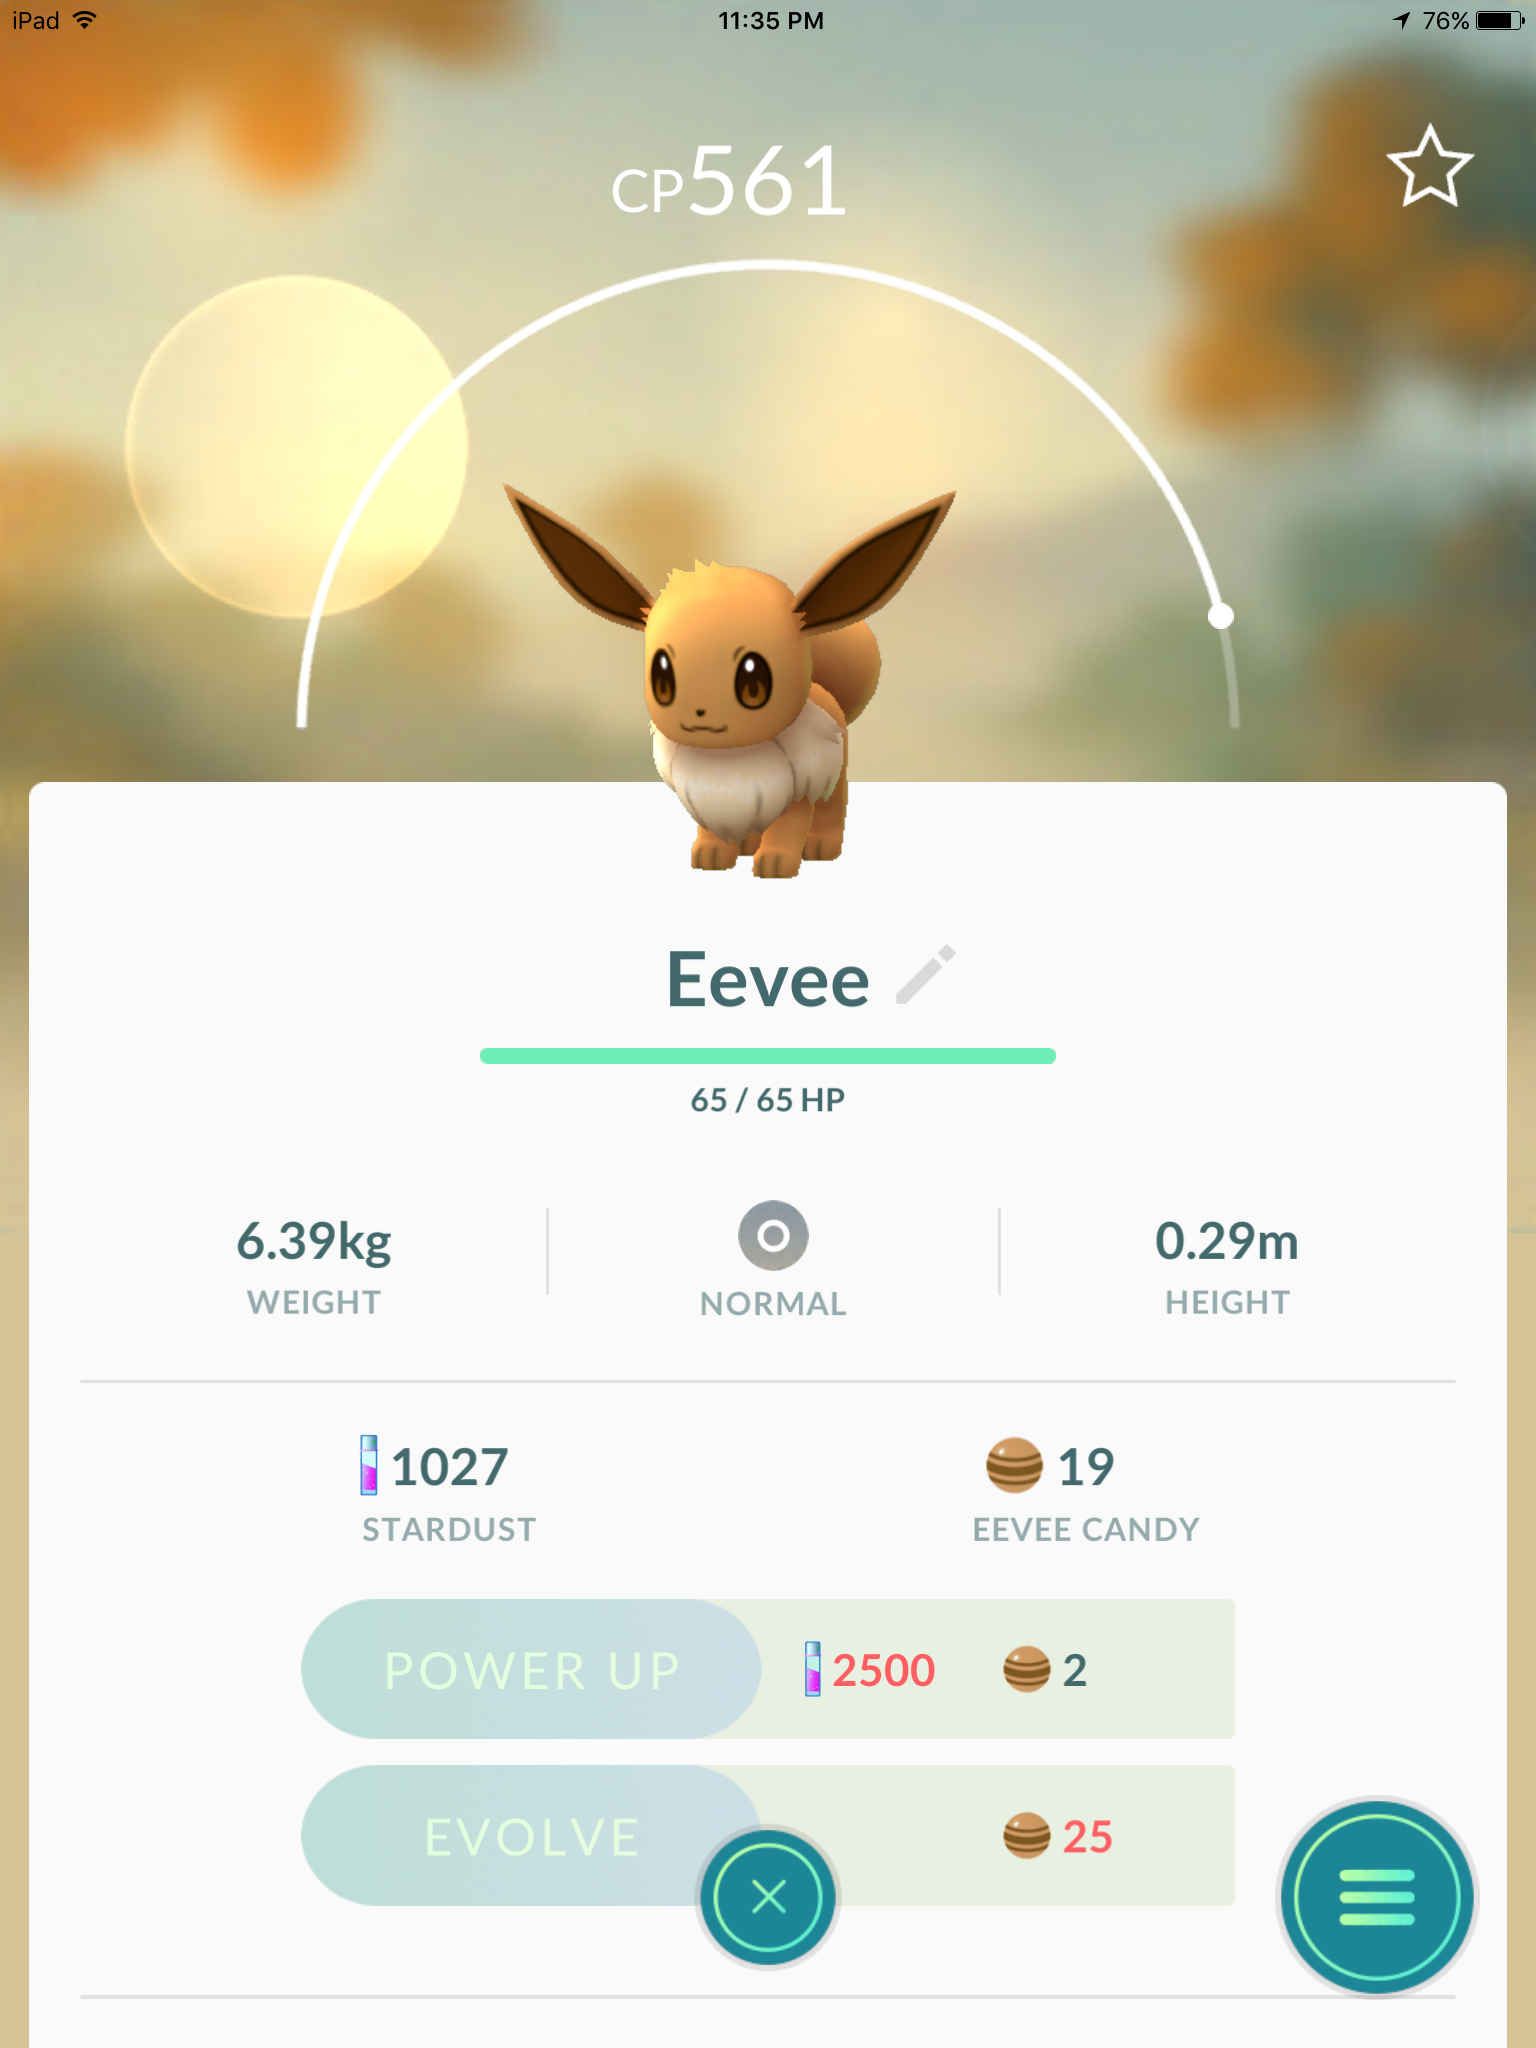 iPad 11:35 PM 76%
CP561
Eevee
65 / 65 HP
6.39kg NORMAL 0.29m
WEIGHT HEIGHT
1027 19
STARDUST EEVEE CANDY
POWER UP 2500 2
EVOLVE 25